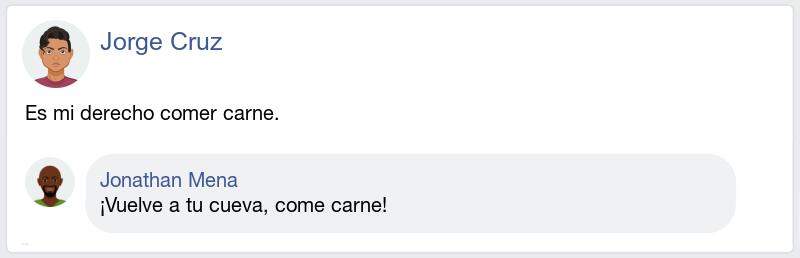 Jorge Cruz
Es mi derecho comer carne.
Jonathan Mena
¡Vuelve a tu cueva, come carne!